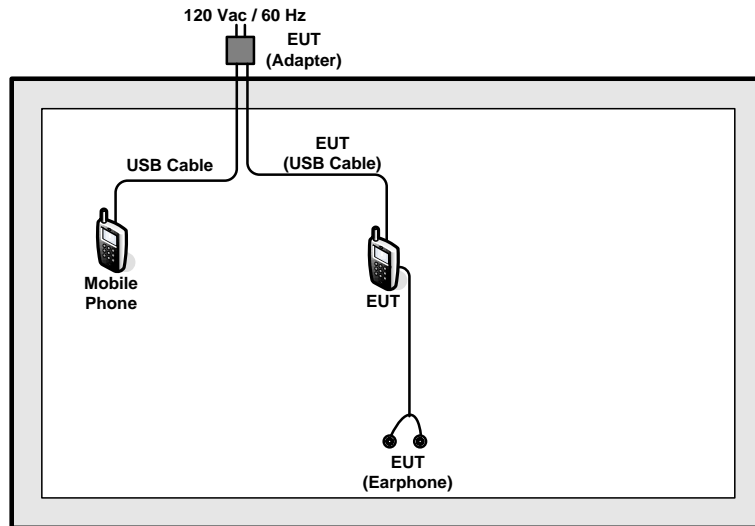 120 Vac / 60 Hz
EUT
(Adapter)
USB Cable
EUT
(USB Cable)
Mobile
Phone
EUT
EUT
(Earphone)